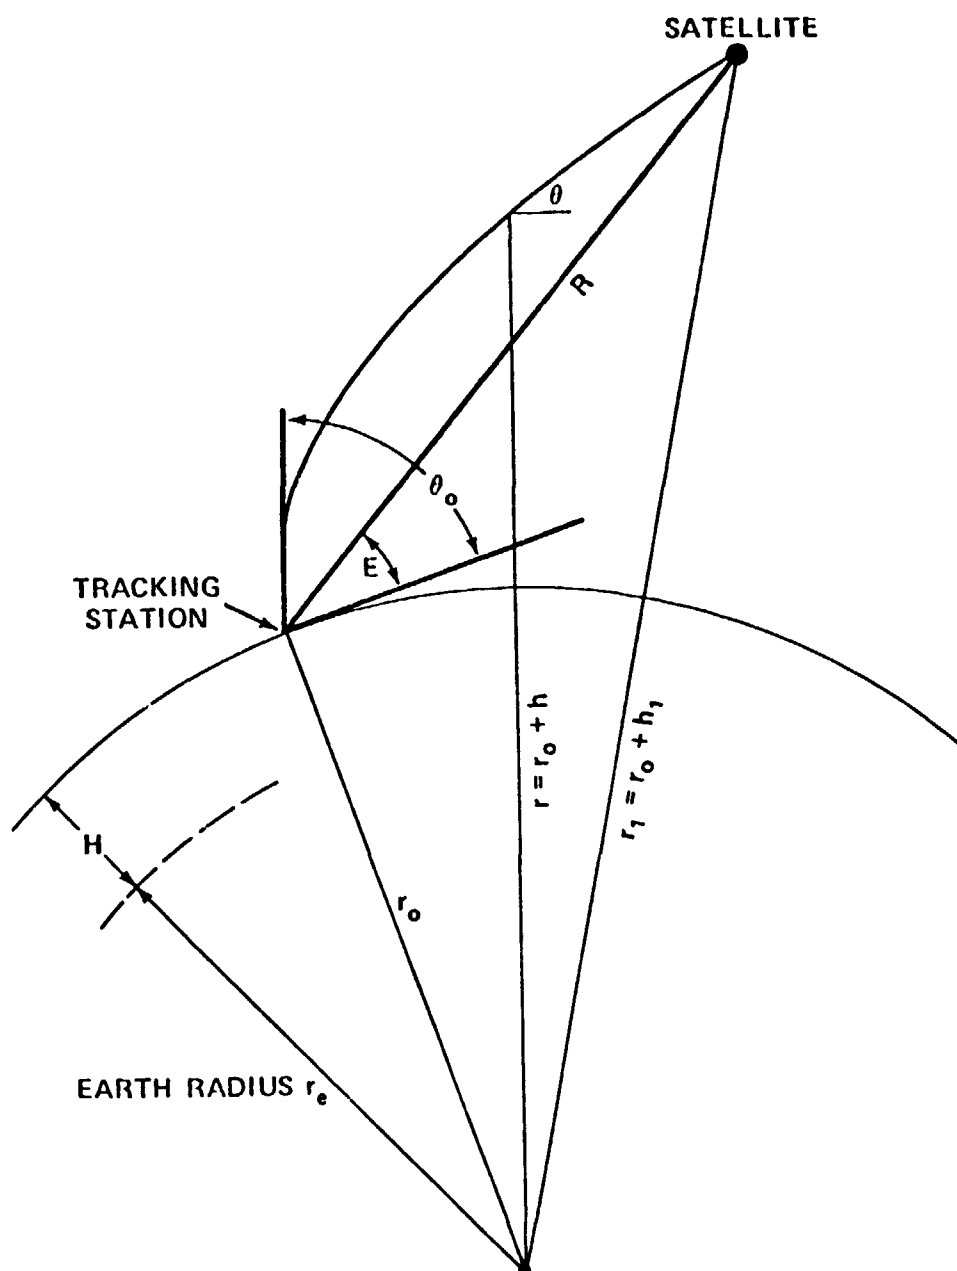 SATELLITE
θ
R
θ₀
E
TRACKING
STATION
r = r₀ + h
r₁ = r₀ + h₁
H
r₀
EARTH RADIUS rₑ